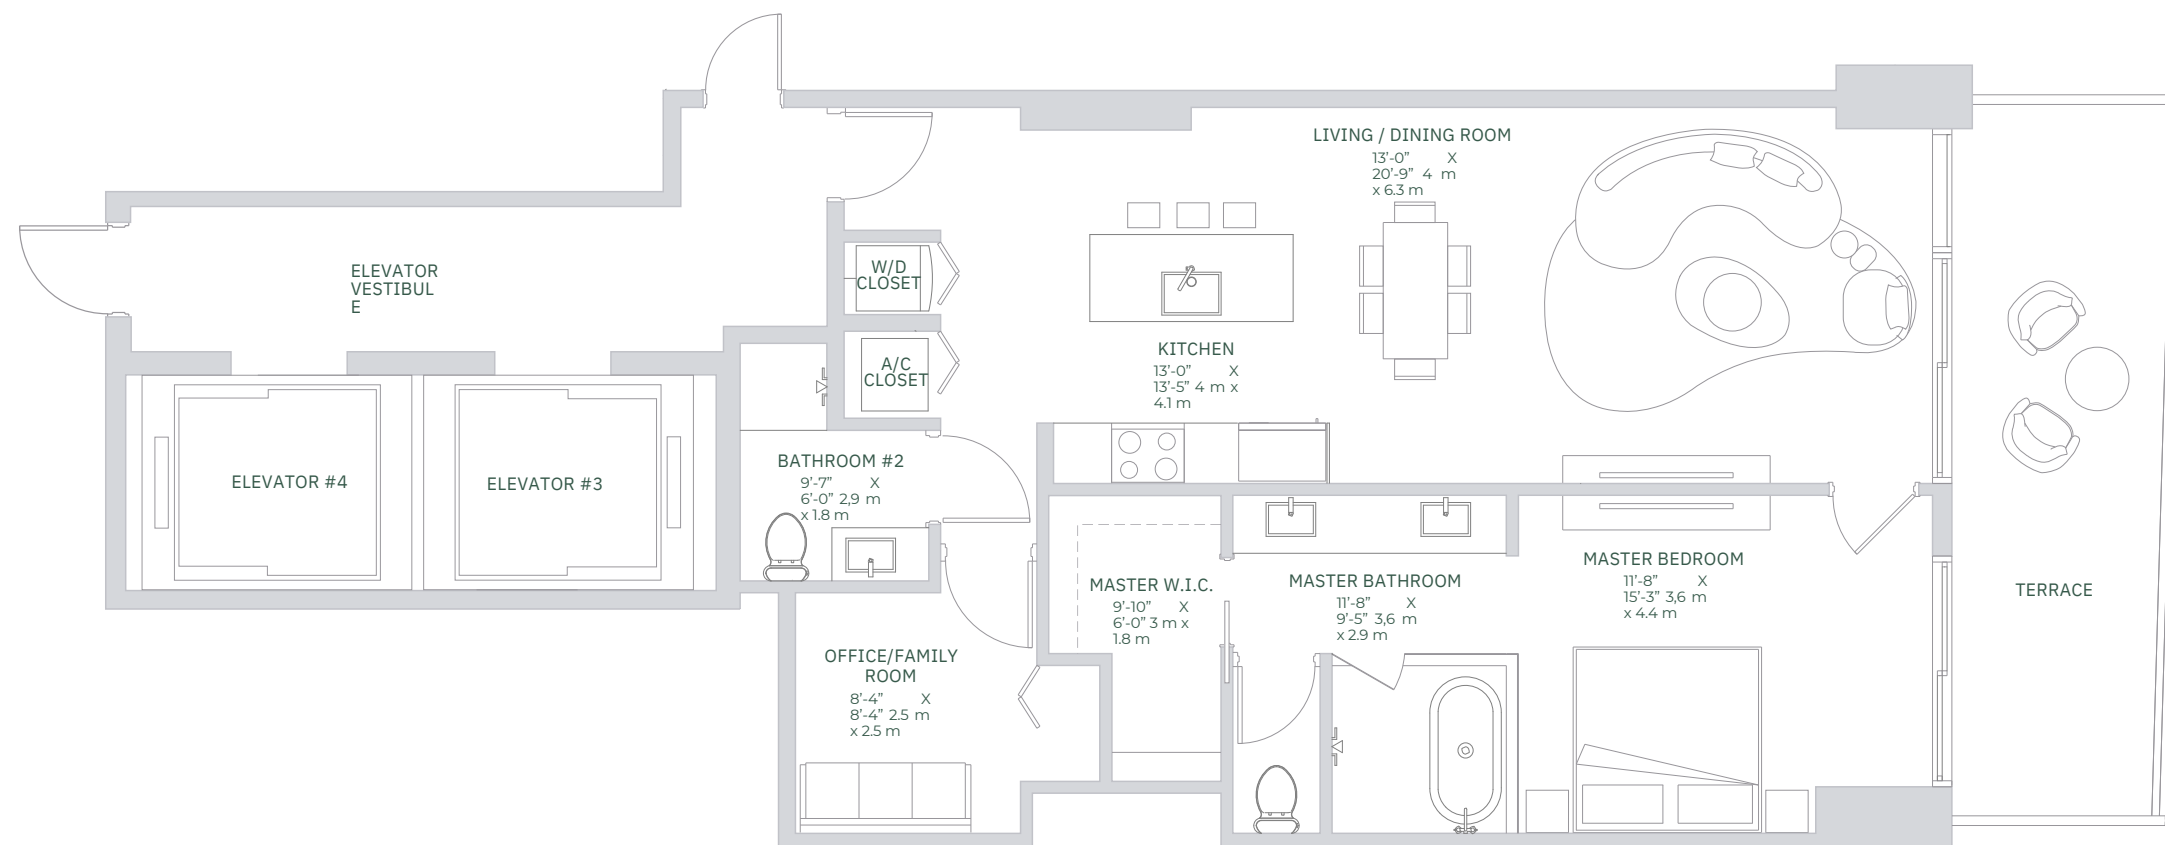 LIVING / DINING ROOM
13'-0” X
20'-9” 4 m
x 6.3 m
ELEVATOR
VESTIBUL
E
W/D
CLOSET
A/C
CLOSET
KITCHEN
13'-0” X
13'-5” 4 m x
4.1 m
ELEVATOR #4
ELEVATOR #3
BATHROOM #2
9'-7” X
6'-0” 2,9 m
x 1.8 m
MASTER W.I.C.
9'-10” X
6'-0” 3 m x
1.8 m
MASTER BATHROOM
11'-8” X
9'-5” 3,6 m
x 2.9 m
MASTER BEDROOM
11'-8” X
15'-3” 3,6 m
x 4.4 m
TERRACE
OFFICE/FAMILY
ROOM
8'-4” X
8'-4” 2.5 m
x 2.5 m